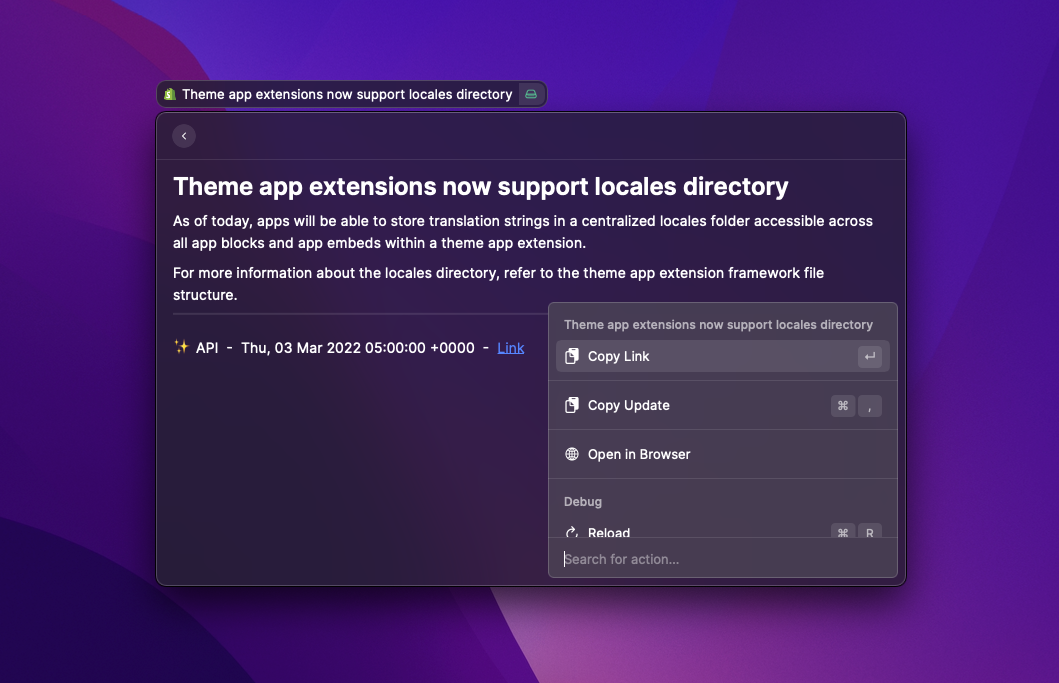 Theme app extensions now support locales directory
Theme app extensions now support locales directory
As of today, apps will be able to store translation strings in a centralized locales folder accessible across
all app blocks and app embeds within a theme app extension.
For more information about the locales directory, refer to the theme app extension framework file
structure.
✨ API - Thu, 03 Mar 2022 05:00:00 +0000 - Link
Theme app extensions now support locales directory
Copy Link ↵
Copy Update ⌘ ,
Open in Browser
Debug
Reload ⌘ R
Search for action...